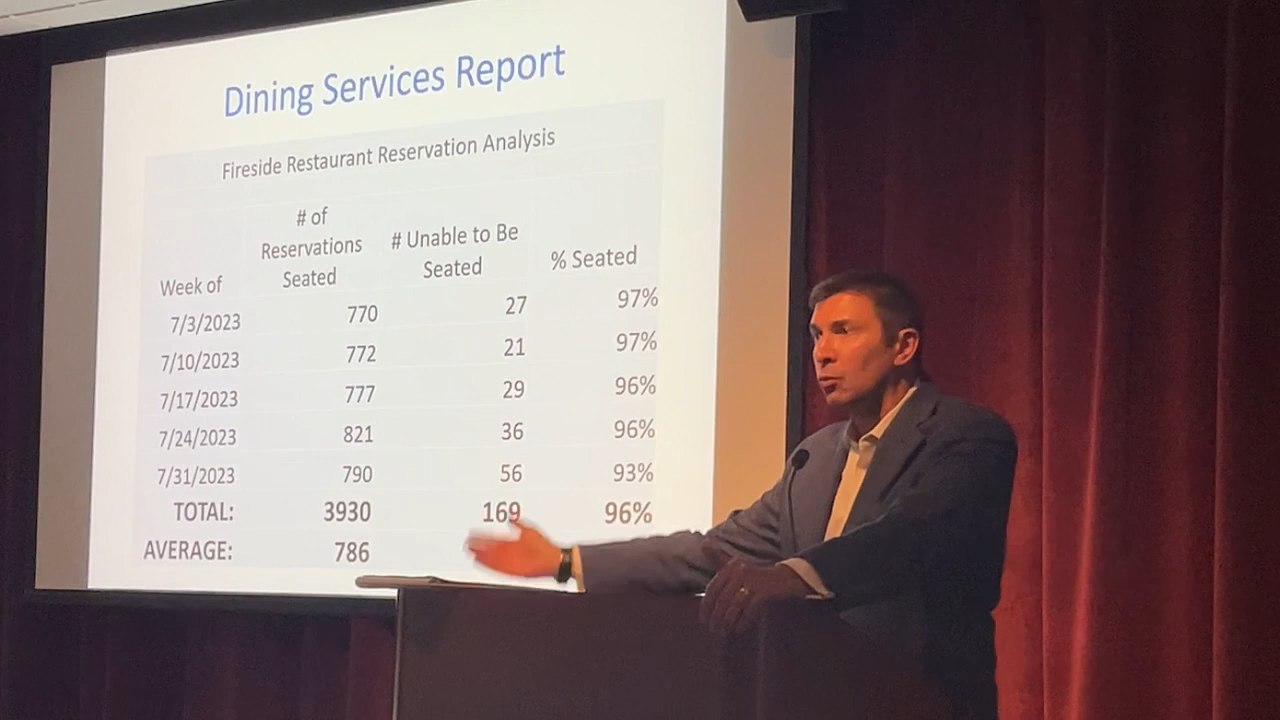 Dining Services Report
Fireside Restaurant Reservation Analysis
Week of # of Reservations Seated # Unable to Be Seated % Seated
7/3/2023 770 27 97%
7/10/2023 772 21 97%
7/17/2023 777 29 96%
7/24/2023 821 36 96%
7/31/2023 790 56 93%
TOTAL: 3930 169 96%
AVERAGE: 786